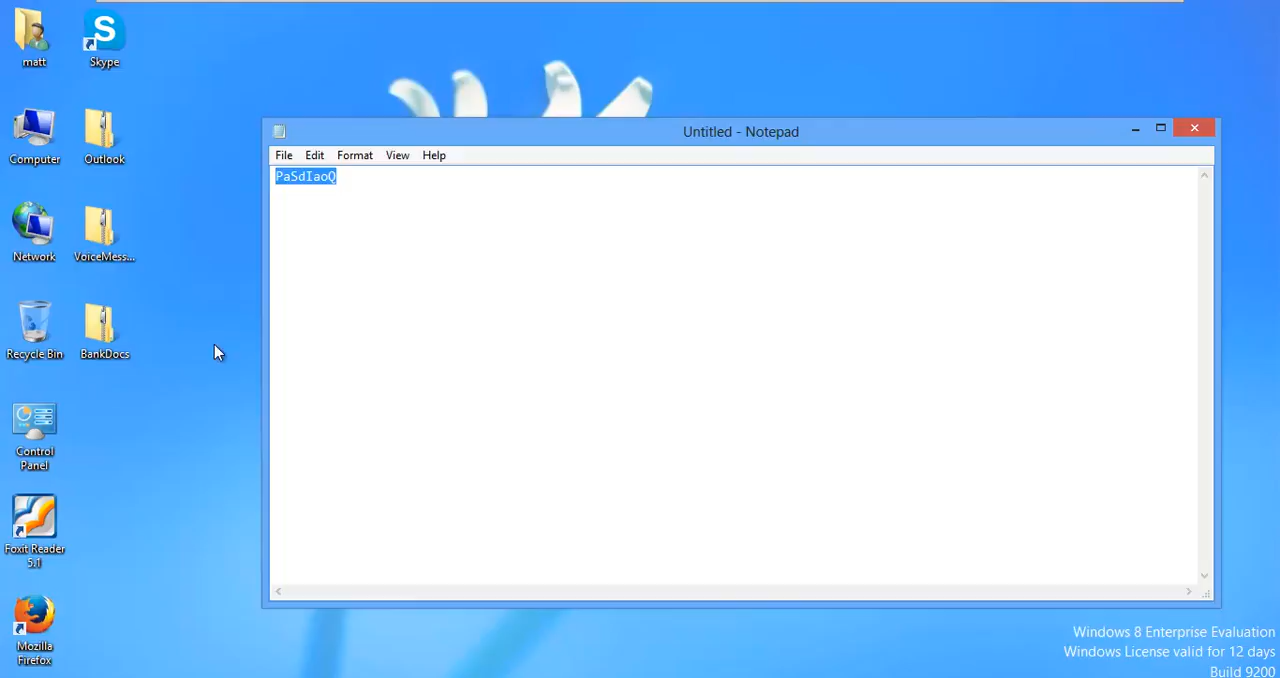 matt
Skype
Computer
Outlook
Network
VoiceMess...
Recycle Bin
BankDocs
Control
Panel
Foxit Reader
5.1
Mozilla
Firefox
Untitled - Notepad
File Edit Format View Help
PaSdIaoQ
Windows 8 Enterprise Evaluation
Windows License valid for 12 days
Build 9200